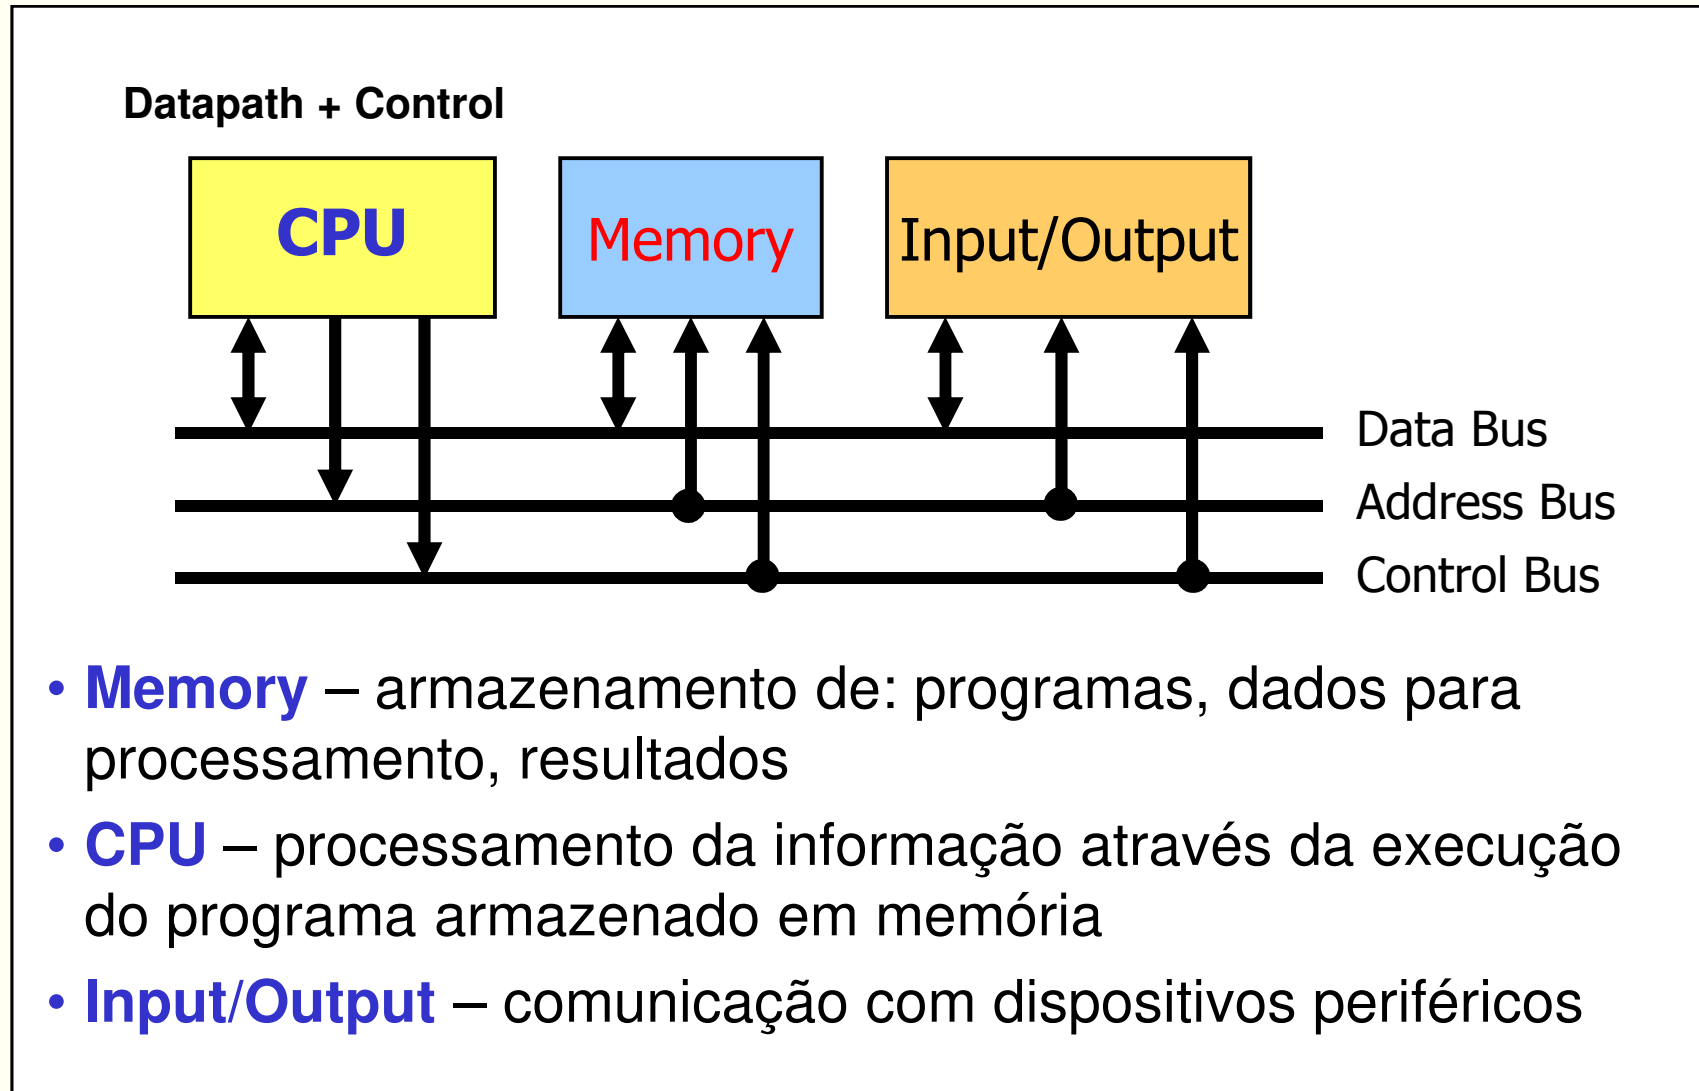 Datapath + Control
CPU
Memory
Input/Output
Data Bus
Address Bus
Control Bus
• Memory – armazenamento de: programas, dados para
processamento, resultados
• CPU – processamento da informação através da execução
do programa armazenado em memória
• Input/Output – comunicação com dispositivos periféricos